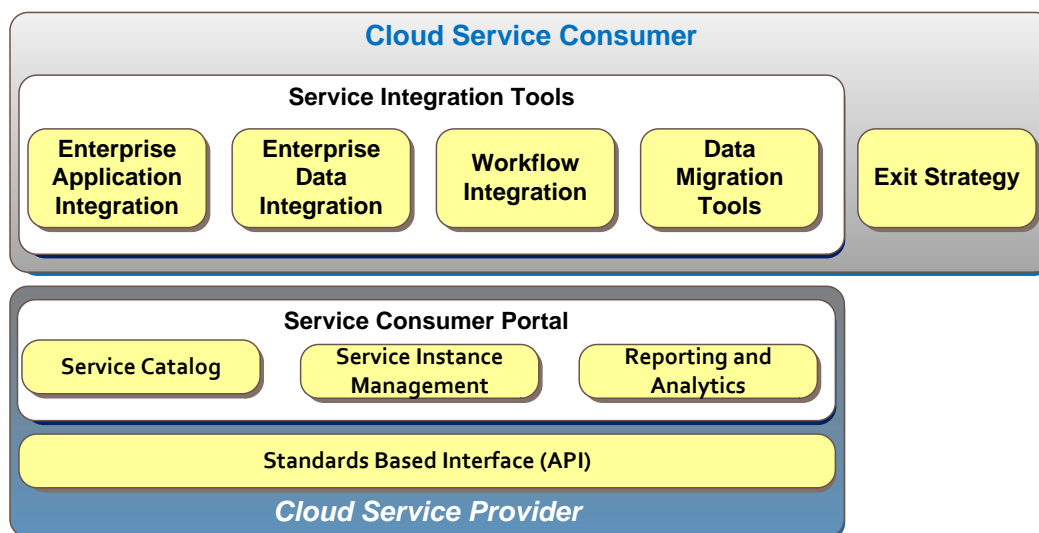 Cloud Service Consumer
Service Integration Tools
Enterprise
Application
Integration
Enterprise
Data
Integration
Workflow
Integration
Data
Migration
Tools
Exit Strategy
Service Consumer Portal
Service Catalog
Service Instance
Management
Reporting and
Analytics
Standards Based Interface (API)
Cloud Service Provider